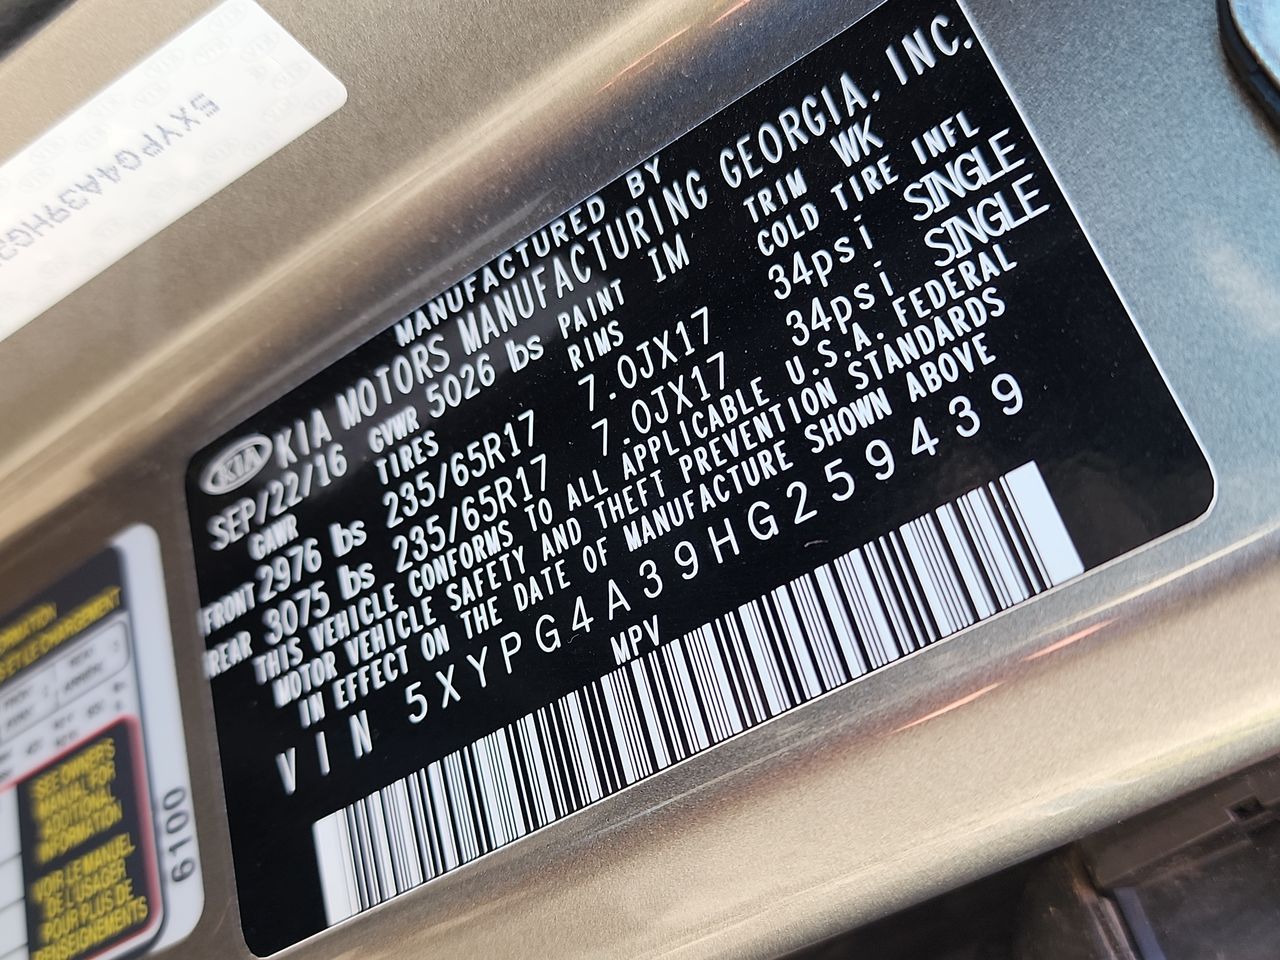 5XYPG4A39HG2
MANUFACTURED BY
KIA KIA MOTORS MANUFACTURING GEORGIA, INC.
SEP/22/16 GVWR 5026 lbs PAINT IM TRIM WK
GAWR TIRES RIMS COLD TIRE INFL
FRONT 2976 lbs 235/65R17 7.0JX17 34psi SINGLE
REAR 3075 lbs 235/65R17 7.0JX17 34psi SINGLE
THIS VEHICLE CONFORMS TO ALL APPLICABLE U.S.A. FEDERAL
MOTOR VEHICLE SAFETY AND THEFT PREVENTION STANDARDS
IN EFFECT ON THE DATE OF MANUFACTURE SHOWN ABOVE
VIN 5XYPG4A39HG259439
MPV
SEE OWNER'S
MANUAL FOR
ADDITIONAL
INFORMATION
VOIR LE MANUEL
DE L'USAGER
POUR PLUS DE
RENSEIGNEMENTS
6100